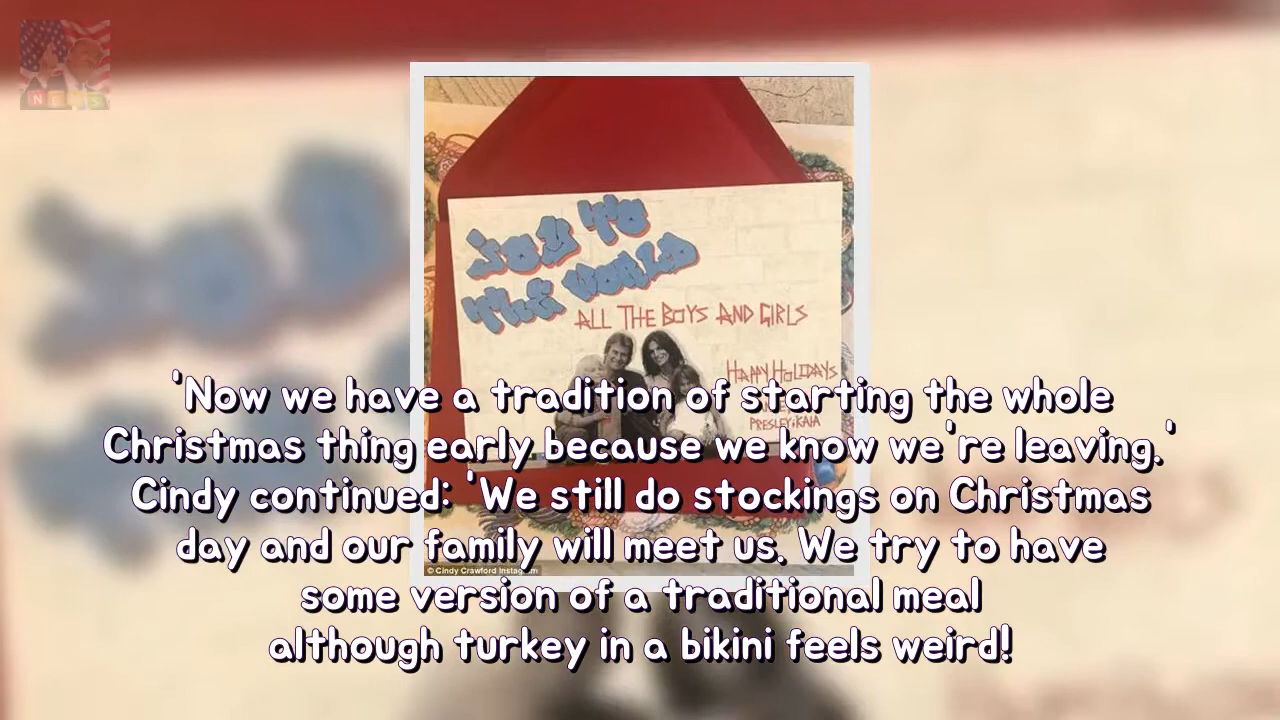 NEWS
JOY TO
THE WORLD
ALL THE BOYS AND GIRLS
HAPPY HOLIDAYS
PRESLEY & KAIA
'Now we have a tradition of starting the whole
Christmas thing early because we know we're leaving.'
Cindy continued: 'We still do stockings on Christmas
day and our family will meet us. We try to have
some version of a traditional meal
although turkey in a bikini feels weird!
© Cindy Crawford Instagram